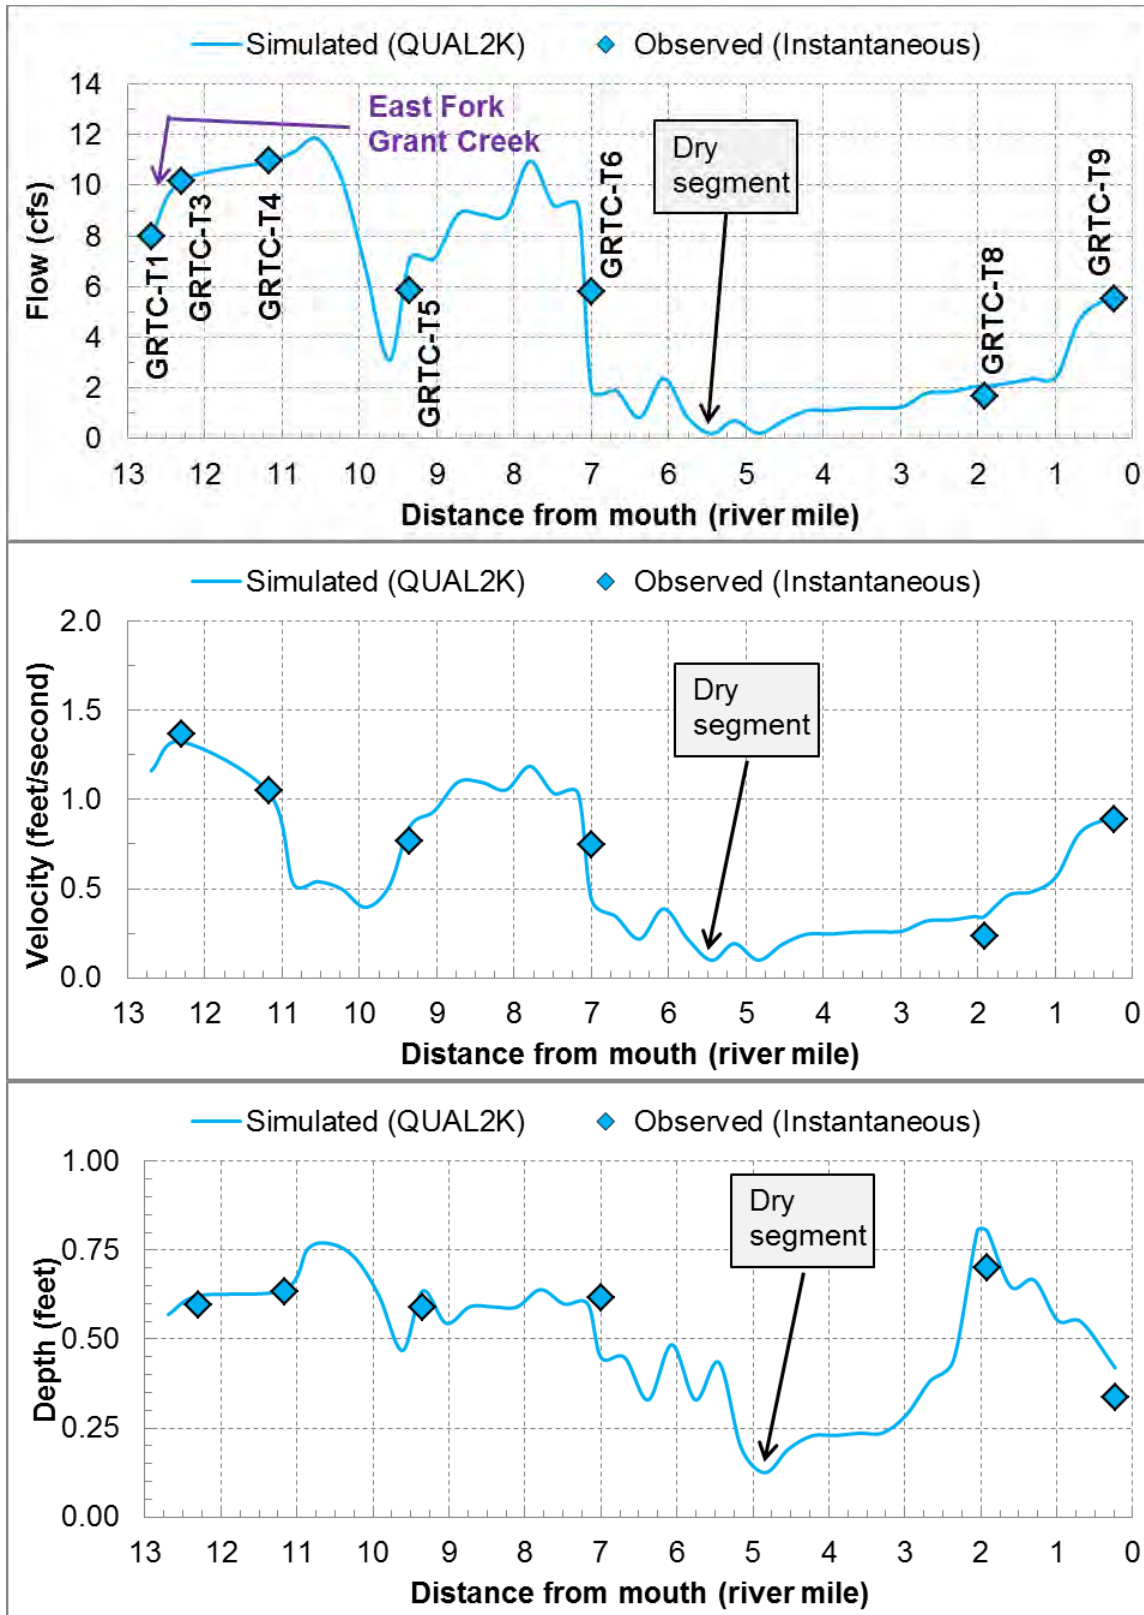 Simulated (QUAL2K) Observed (Instantaneous)
14
12
10
8
6
4
2
0
Flow (cfs)
East Fork
Grant Creek
GRTC-T1
GRTC-T3
GRTC-T4
GRTC-T5
GRTC-T6
Dry
segment
GRTC-T8
GRTC-T9
13 12 11 10 9 8 7 6 5 4 3 2 1 0
Distance from mouth (river mile)
Simulated (QUAL2K) Observed (Instantaneous)
2.0
1.5
1.0
0.5
0.0
Velocity (feet/second)
Dry
segment
13 12 11 10 9 8 7 6 5 4 3 2 1 0
Distance from mouth (river mile)
Simulated (QUAL2K) Observed (Instantaneous)
1.00
0.75
0.50
0.25
0.00
Depth (feet)
Dry
segment
13 12 11 10 9 8 7 6 5 4 3 2 1 0
Distance from mouth (river mile)